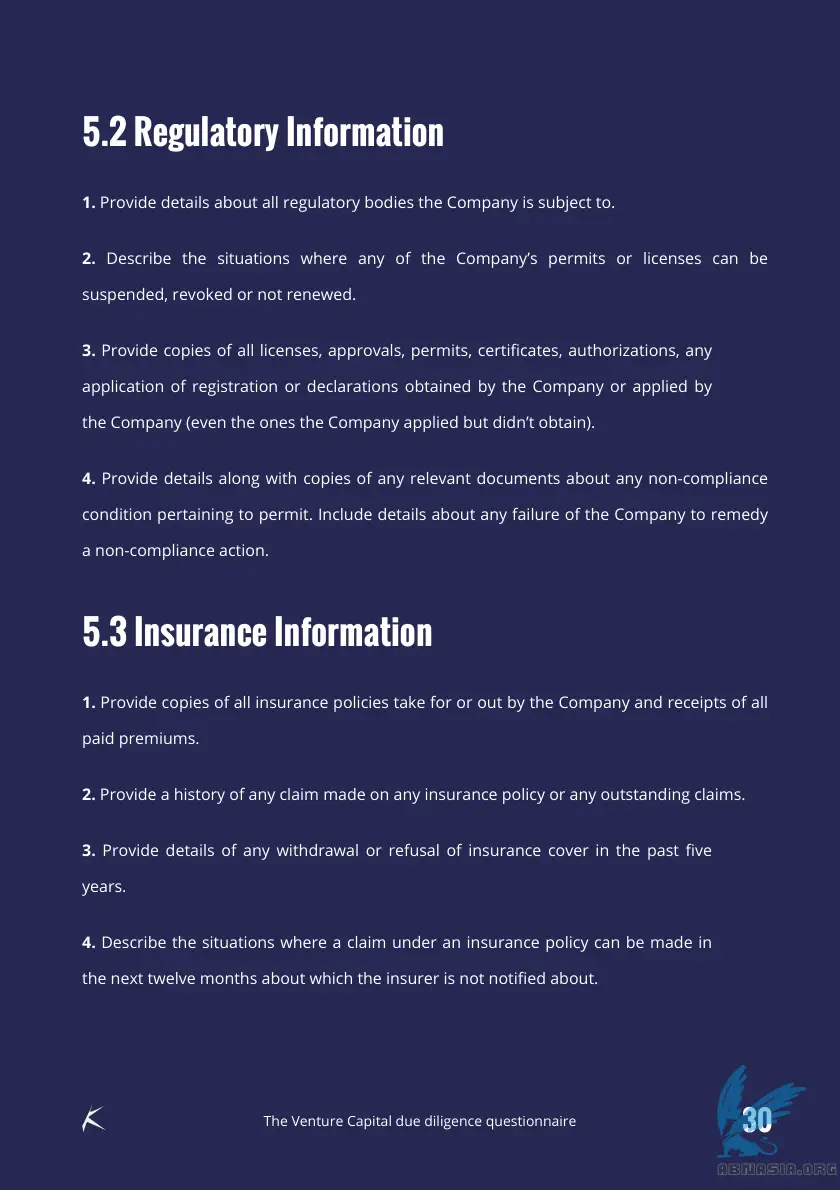 5.2 Regulatory Information
1. Provide details about all regulatory bodies the Company is subject to.
2. Describe the situations where any of the Company's permits or licenses can be
suspended, revoked or not renewed.
3. Provide copies of all licenses, approvals, permits, certificates, authorizations, any
application of registration or declarations obtained by the Company or applied by
the Company (even the ones the Company applied but didn't obtain).
4. Provide details along with copies of any relevant documents about any non-compliance
condition pertaining to permit. Include details about any failure of the Company to remedy
a non-compliance action.
5.3 Insurance Information
1. Provide copies of all insurance policies take for or out by the Company and receipts of all
paid premiums.
2. Provide a history of any claim made on any insurance policy or any outstanding claims.
3. Provide details of any withdrawal or refusal of insurance cover in the past five
years.
4. Describe the situations where a claim under an insurance policy can be made in
the next twelve months about which the insurer is not notified about.
The Venture Capital due diligence questionnaire
30
ABNASIA.ORG